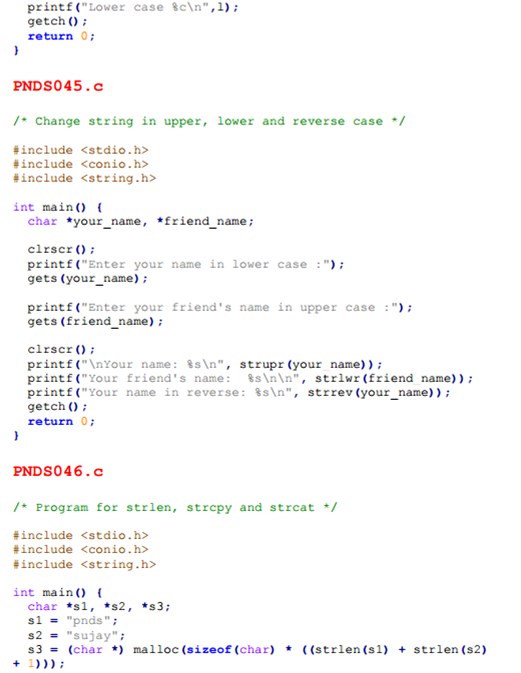 printf("Lower case %c\n",l);
getch();
return 0;
}
PNDS045.c
/* Change string in upper, lower and reverse case */
#include <stdio.h>
#include <conio.h>
#include <string.h>
int main() {
char *your_name, *friend_name;
clrscr();
printf("Enter your name in lower case :");
gets(your_name);
printf("Enter your friend's name in upper case :");
gets(friend_name);
clrscr();
printf("\nYour name: %s\n", strupr(your_name));
printf("Your friend's name:  %s\n\n", strlwr(friend_name));
printf("Your name in reverse: %s\n", strrev(your_name));
getch();
return 0;
}
PNDS046.c
/* Program for strlen, strcpy and strcat */
#include <stdio.h>
#include <conio.h>
#include <string.h>
int main() {
char *s1, *s2, *s3;
s1 = "pnds";
s2 = "sujay";
s3 = (char *) malloc(sizeof(char) * ((strlen(s1) + strlen(s2)
+ 1)));